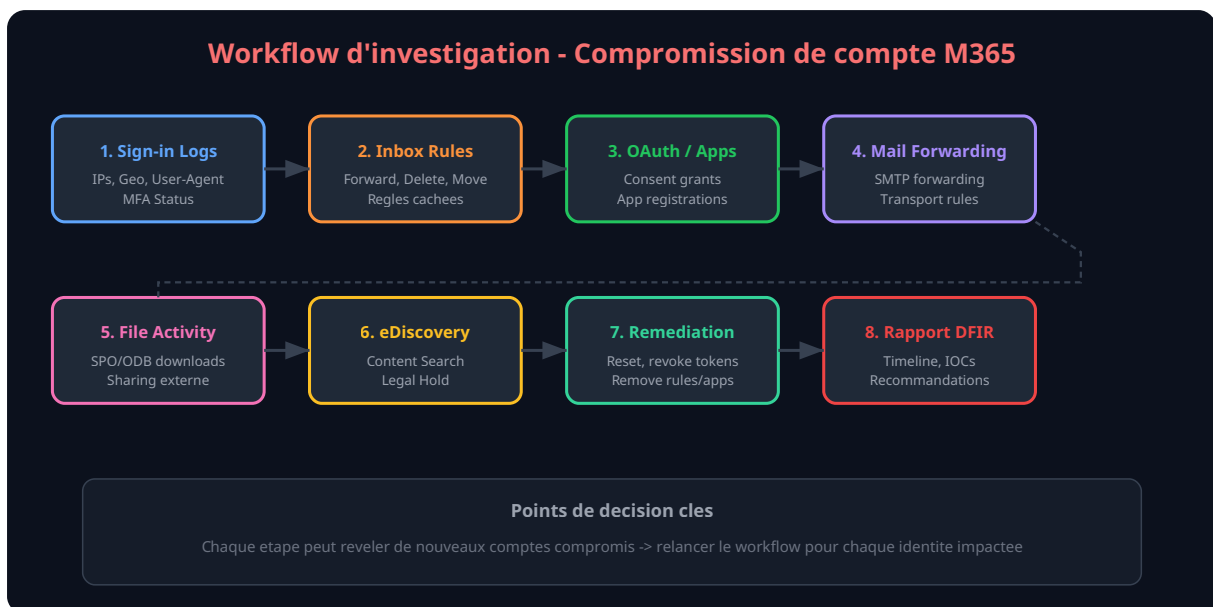 Workflow d'investigation - Compromission de compte M365
1. Sign-in Logs
IPs, Geo, User-Agent
MFA Status
2. Inbox Rules
Forward, Delete, Move
Regles cachees
3. OAuth / Apps
Consent grants
App registrations
4. Mail Forwarding
SMTP forwarding
Transport rules
5. File Activity
SPO/ODB downloads
Sharing externe
6. eDiscovery
Content Search
Legal Hold
7. Remediation
Reset, revoke tokens
Remove rules/apps
8. Rapport DFIR
Timeline, IOCs
Recommandations
Points de decision cles
Chaque etape peut reveler de nouveaux comptes compromis -> relancer le workflow pour chaque identite impactee